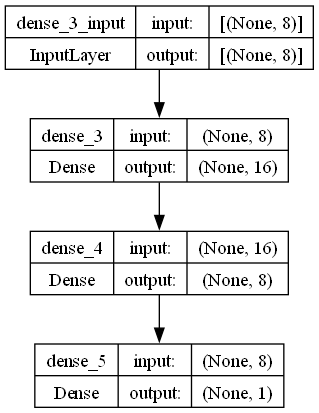 dense_3_input input: [(None, 8)]
InputLayer output: [(None, 8)]
dense_3 input: (None, 8)
Dense output: (None, 16)
dense_4 input: (None, 16)
Dense output: (None, 8)
dense_5 input: (None, 8)
Dense output: (None, 1)